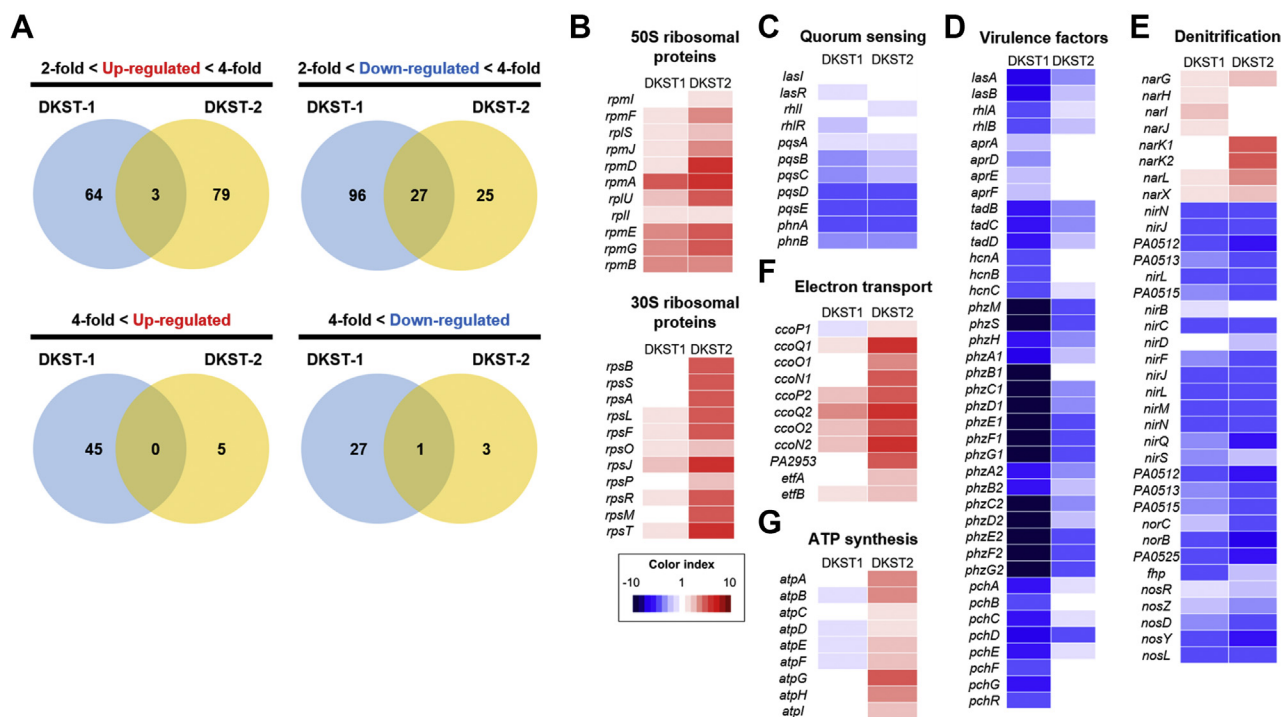 A
2-fold < Up-regulated < 4-fold
DKST-1
DKST-2
64
3
79
2-fold < Down-regulated < 4-fold
DKST-1
DKST-2
96
27
25
4-fold < Up-regulated
DKST-1
DKST-2
45
0
5
4-fold < Down-regulated
DKST-1
DKST-2
27
1
3
B
50S ribosomal
proteins
DKST1 DKST2
rpmI
rpmF
rplS
rpmJ
rpmD
rpmA
rplU
rplI
rpmE
rpmG
rpmB
30S ribosomal
proteins
DKST1 DKST2
rpsB
rpsS
rpsA
rpsL
rpsF
rpsO
rpsJ
rpsP
rpsR
rpsM
rpsT
Color index
-10 1 10
C
Quorum sensing
DKST1 DKST2
lasI
lasR
rhlI
rhlR
pqsA
pqsB
pqsC
pqsD
pqsE
phnA
phnB
F
Electron transport
DKST1 DKST2
ccoP1
ccoQ1
ccoO1
ccoN1
ccoP2
ccoQ2
ccoO2
ccoN2
PA2953
etfA
etfB
G
ATP synthesis
DKST1 DKST2
atpA
atpB
atpC
atpD
atpE
atpF
atpG
atpH
atpI
D
Virulence factors
DKST1 DKST2
lasA
lasB
rhlA
rhlB
aprA
aprD
aprE
aprF
tadB
tadC
tadD
hcnA
hcnB
hcnC
phzM
phzS
phzH
phzA1
phzB1
phzC1
phzD1
phzE1
phzF1
phzG1
phzA2
phzB2
phzC2
phzD2
phzE2
phzF2
phzG2
pchA
pchB
pchC
pchD
pchE
pchF
pchG
pchR
E
Denitrification
DKST1 DKST2
narG
narH
narI
narJ
narK1
narK2
narL
narX
nirN
nirJ
PA0512
PA0513
nirL
PA0515
nirB
nirC
nirD
nirF
nirJ
nirL
nirM
nirN
nirQ
nirS
PA0512
PA0513
PA0515
norC
norB
PA0525
fhp
nosR
nosZ
nosD
nosY
nosL